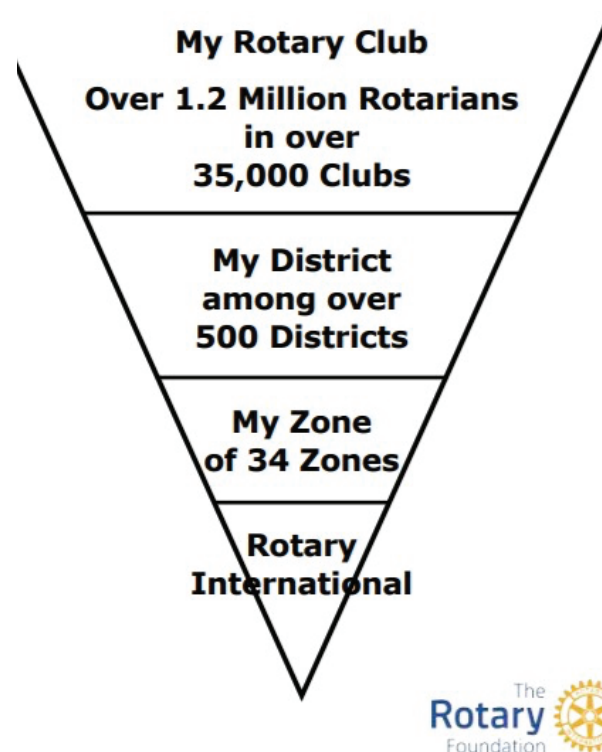 My Rotary Club
Over 1.2 Million Rotarians
in over
35,000 Clubs
My District
among over
500 Districts
My Zone
of 34 Zones
Rotary
International
The
Rotary
Foundation